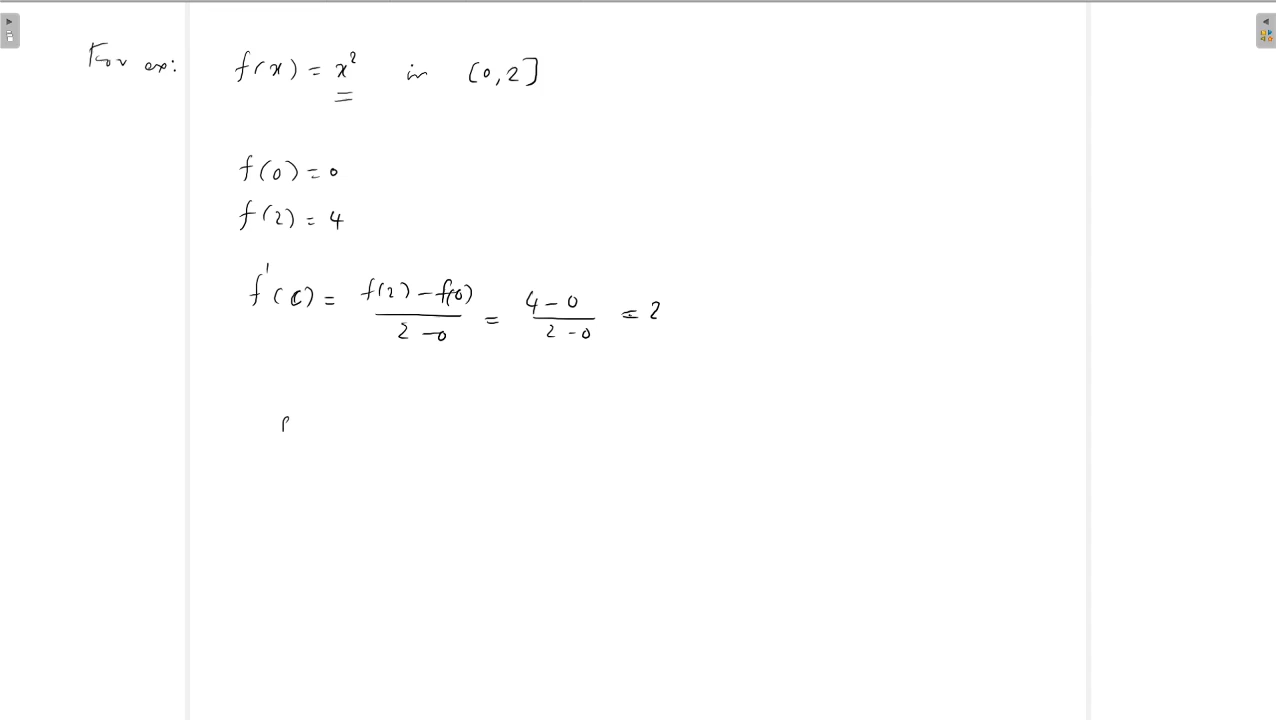 For ex: f(x) = x² in [0,2]
f(0) = 0
f(2) = 4
f'(c) = f(2) - f(0) / 2 - 0 = 4 - 0 / 2 - 0 = 2